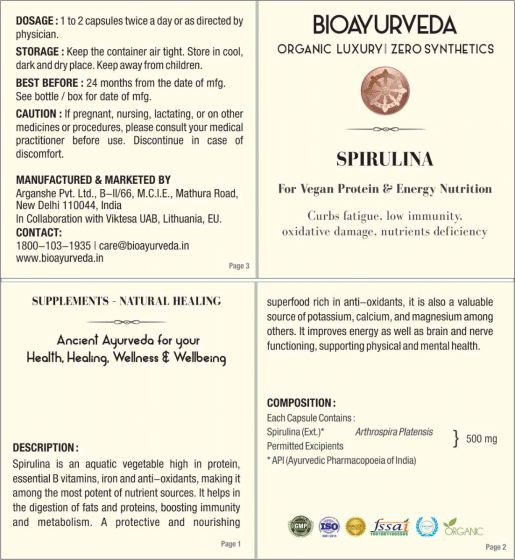 DOSAGE : 1 to 2 capsules twice a day or as directed by
physician.
STORAGE : Keep the container air tight. Store in cool,
dark and dry place. Keep away from children.
BEST BEFORE : 24 months from the date of mfg.
See bottle / box for date of mfg.
CAUTION : If pregnant, nursing, lactating, or on other
medicines or procedures, please consult your medical
practitioner before use. Discontinue in case of
discomfort.
MANUFACTURED & MARKETED BY
Arganshe Pvt. Ltd., B-II/66, M.C.I.E., Mathura Road,
New Delhi 110044, India
In Collaboration with Viktesa UAB, Lithuania, EU.
CONTACT:
1800-103-1935 | care@bioayurveda.in
www.bioayurveda.in
Page 3
BIOAYURVEDA
ORGANIC LUXURY| ZERO SYNTHETICS
SPIRULINA
For Vegan Protein & Energy Nutrition
Curbs fatigue, low immunity,
oxidative damage, nutrients deficiency
SUPPLEMENTS - NATURAL HEALING
Ancient Ayurveda for your
Health, Healing, Wellness & Wellbeing
DESCRIPTION :
Spirulina is an aquatic vegetable high in protein,
essential B vitamins, iron and anti-oxidants, making it
among the most potent of nutrient sources. It helps in
the digestion of fats and proteins, boosting immunity
and metabolism. A protective and nourishing
Page 1
superfood rich in anti-oxidants, it is also a valuable
source of potassium, calcium, and magnesium among
others. It improves energy as well as brain and nerve
functioning, supporting physical and mental health.
COMPOSITION :
Each Capsule Contains :
Spirulina (Ext.)* Arthrospira Platensis
Permitted Excipients
} 500 mg
* API (Ayurvedic Pharmacopoeia of India)
GMP
ISO
fssai
ORGANIC
Page 2